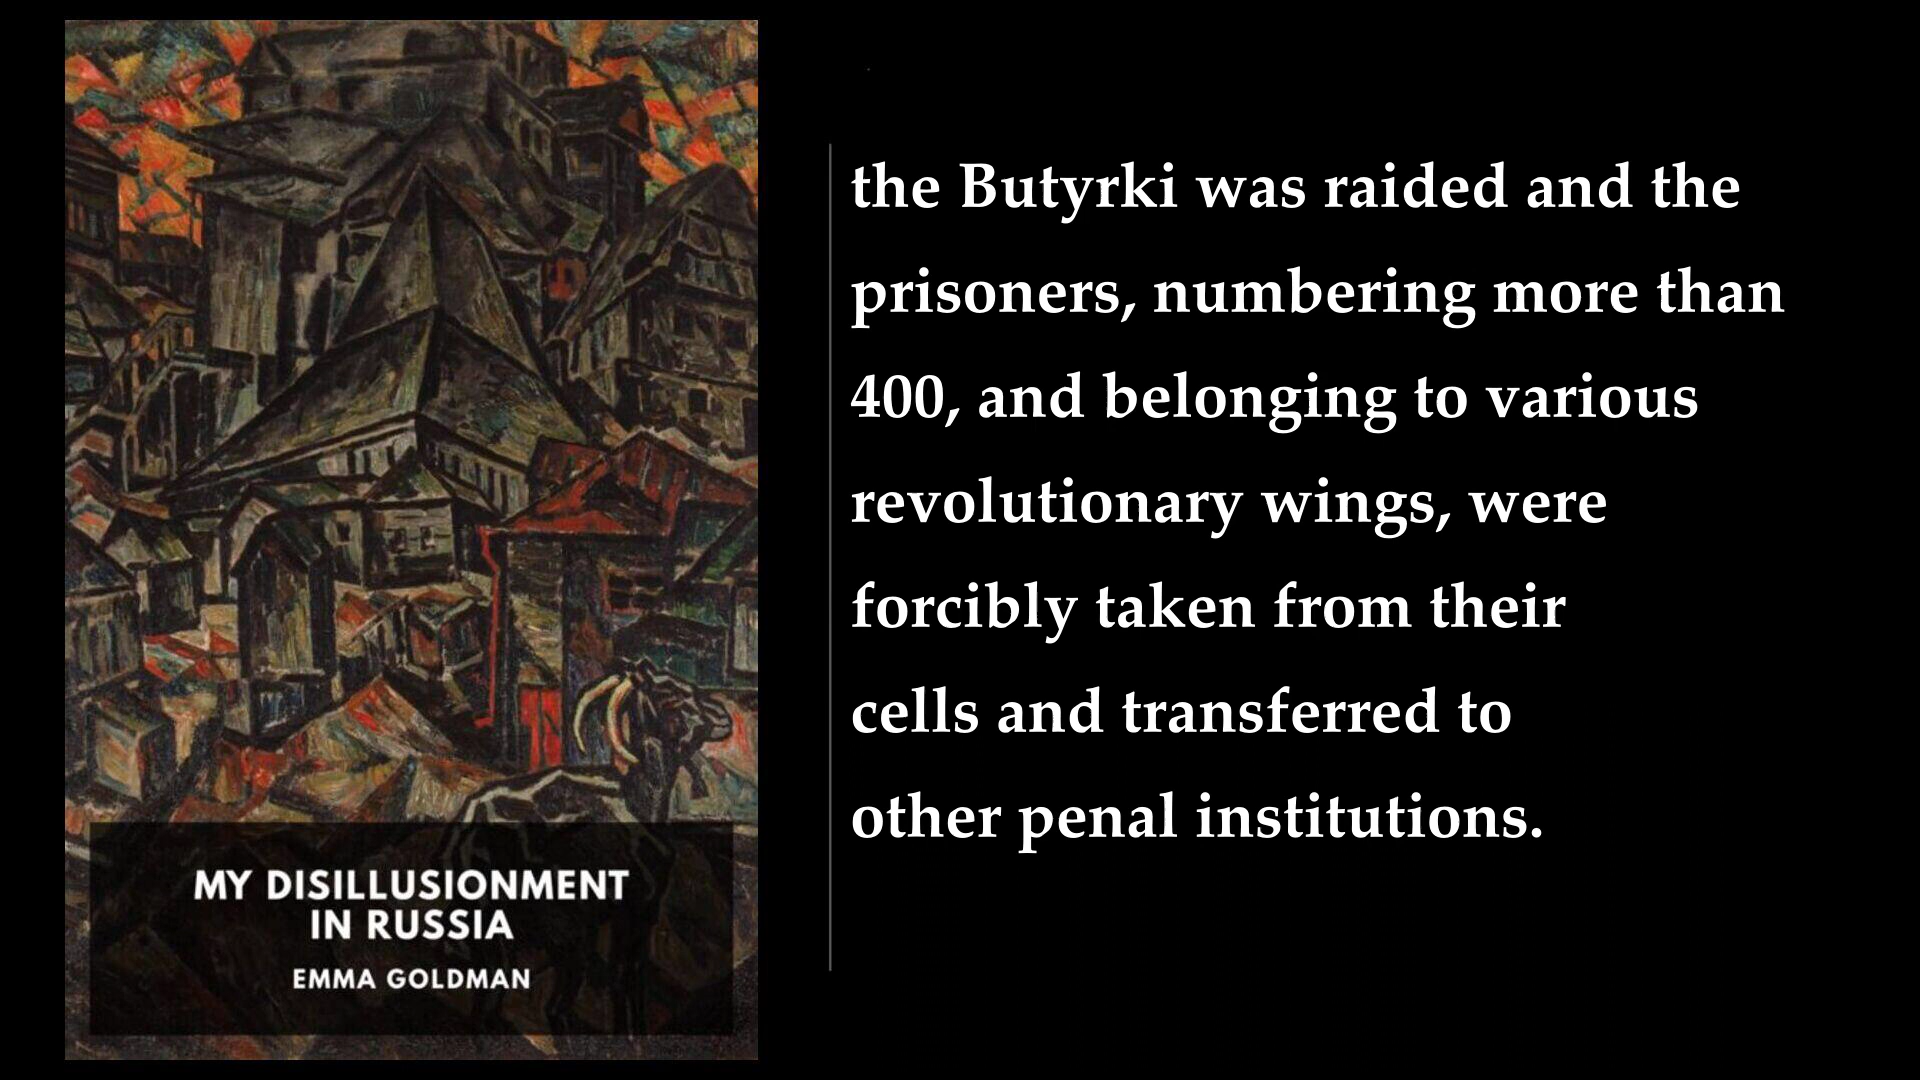 the Butyrki was raided and the
prisoners, numbering more than
400, and belonging to various
revolutionary wings, were
forcibly taken from their
cells and transferred to
other penal institutions.
MY DISILLUSIONMENT
IN RUSSIA
EMMA GOLDMAN